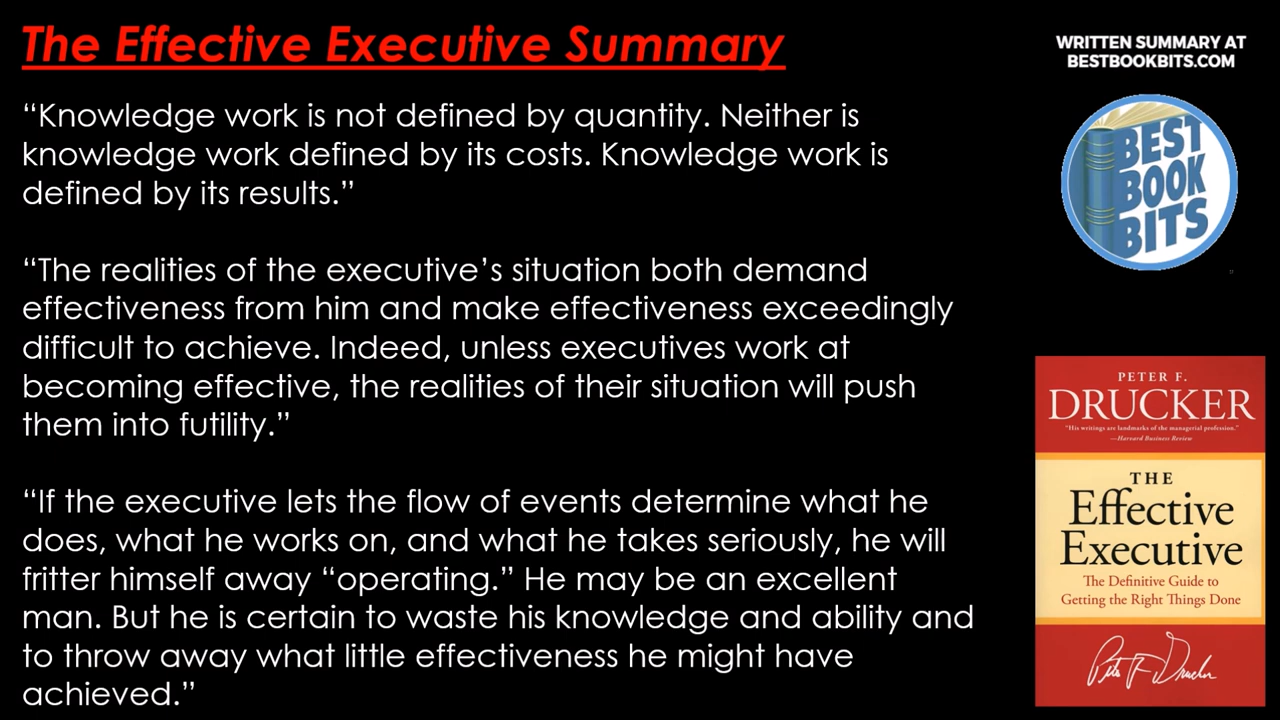 The Effective Executive Summary
“Knowledge work is not defined by quantity. Neither is
knowledge work defined by its costs. Knowledge work is
defined by its results.”
“The realities of the executive’s situation both demand
effectiveness from him and make effectiveness exceedingly
difficult to achieve. Indeed, unless executives work at
becoming effective, the realities of their situation will push
them into futility.”
“If the executive lets the flow of events determine what he
does, what he works on, and what he takes seriously, he will
fritter himself away “operating.” He may be an excellent
man. But he is certain to waste his knowledge and ability and
to throw away what little effectiveness he might have
achieved.”
WRITTEN SUMMARY AT
BESTBOOKBITS.COM
BEST
BOOK
BITS
PETER F.
DRUCKER
"His writings are landmarks of the managerial profession."
—Harvard Business Review
THE
Effective
Executive
The Definitive Guide to
Getting the Right Things Done
Peter F. Drucker